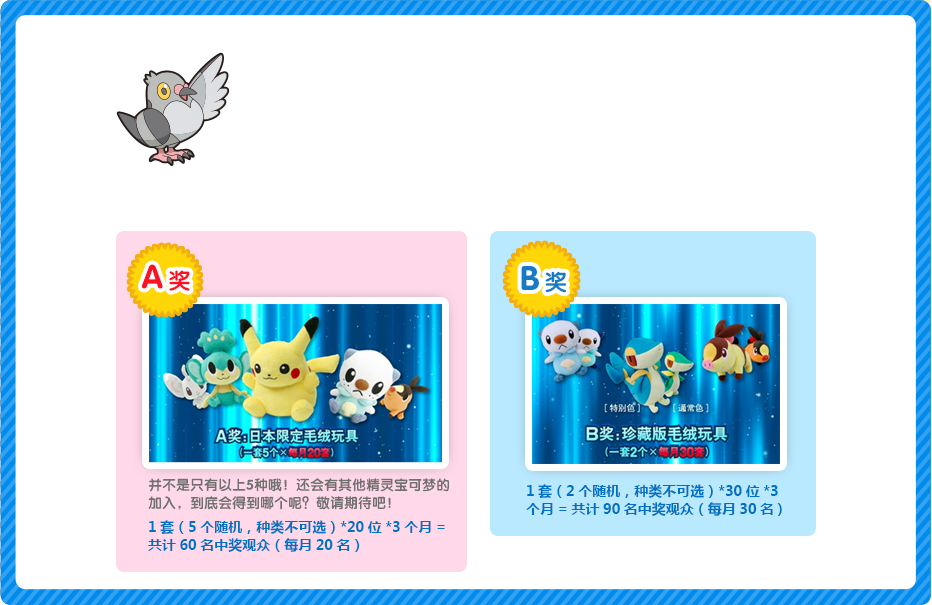 A奖
A奖:日本限定毛绒玩具
(一套5个×每月20套)
并不是只有以上5种哦！还会有其他精灵宝可梦的
加入，到底会得到哪个呢？敬请期待吧！
1 套（ 5 个随机，种类不可选）*20 位 *3 个月 =
共计 60 名中奖观众（每月 20 名）
B奖
[ 特别色 ] [ 通常色 ]
B奖:珍藏版毛绒玩具
(一套2个×每月30套)
1 套（ 2 个随机，种类不可选）*30 位 *3
个月 = 共计 90 名中奖观众（每月 30 名）